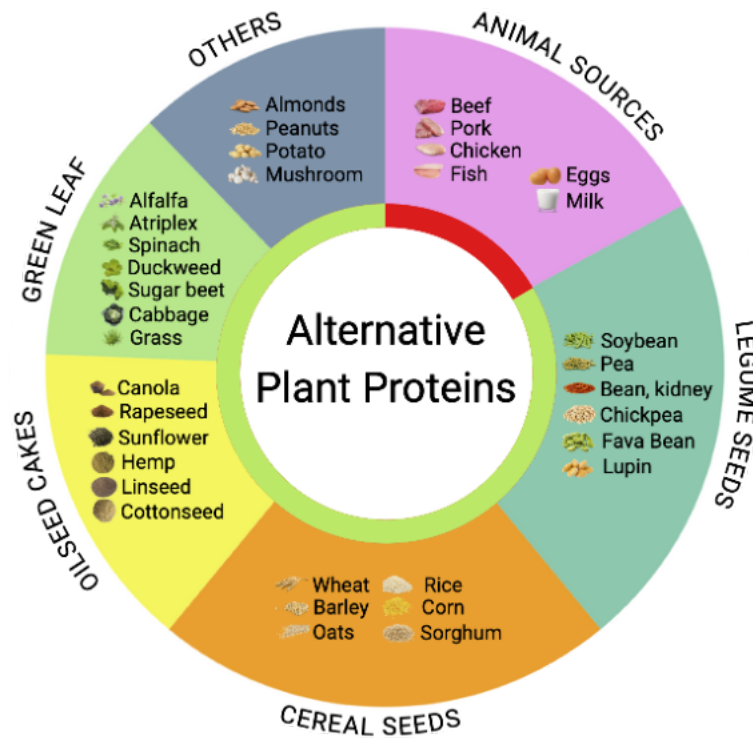 Alternative
Plant Proteins
ANIMAL SOURCES
Beef
Pork
Chicken
Fish
Eggs
Milk
LEGUME SEEDS
Soybean
Pea
Bean, kidney
Chickpea
Fava Bean
Lupin
CEREAL SEEDS
Wheat
Barley
Oats
Rice
Corn
Sorghum
OILSEED CAKES
Canola
Rapeseed
Sunflower
Hemp
Linseed
Cottonseed
GREEN LEAF
Alfalfa
Atriplex
Spinach
Duckweed
Sugar beet
Cabbage
Grass
OTHERS
Almonds
Peanuts
Potato
Mushroom